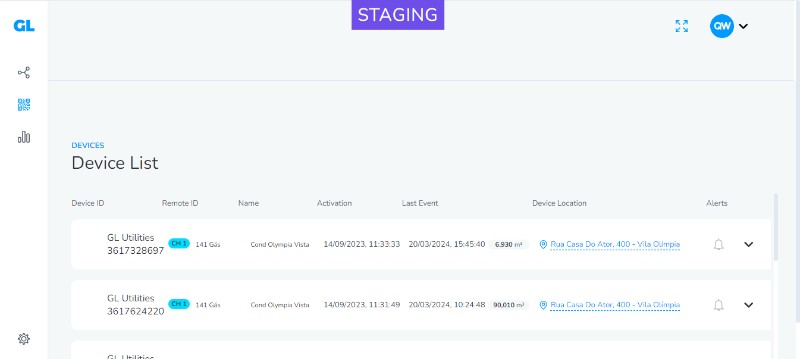 STAGING
GL
QW
DEVICES
Device List
Device ID Remote ID Name Activation Last Event Device Location Alerts
GL Utilities
3617328697 CH 1 141 Gás Cond Olympia Vista 14/09/2023, 11:33:33 20/03/2024, 15:45:40 6,930 m³ Rua Casa Do Ator, 400 - Vila Olímpia
GL Utilities
3617624220 CH 1 141 Gás Cond Olympia Vista 14/09/2023, 11:31:49 20/03/2024, 10:24:48 90,010 m³ Rua Casa Do Ator, 400 - Vila Olímpia
GL Utilities